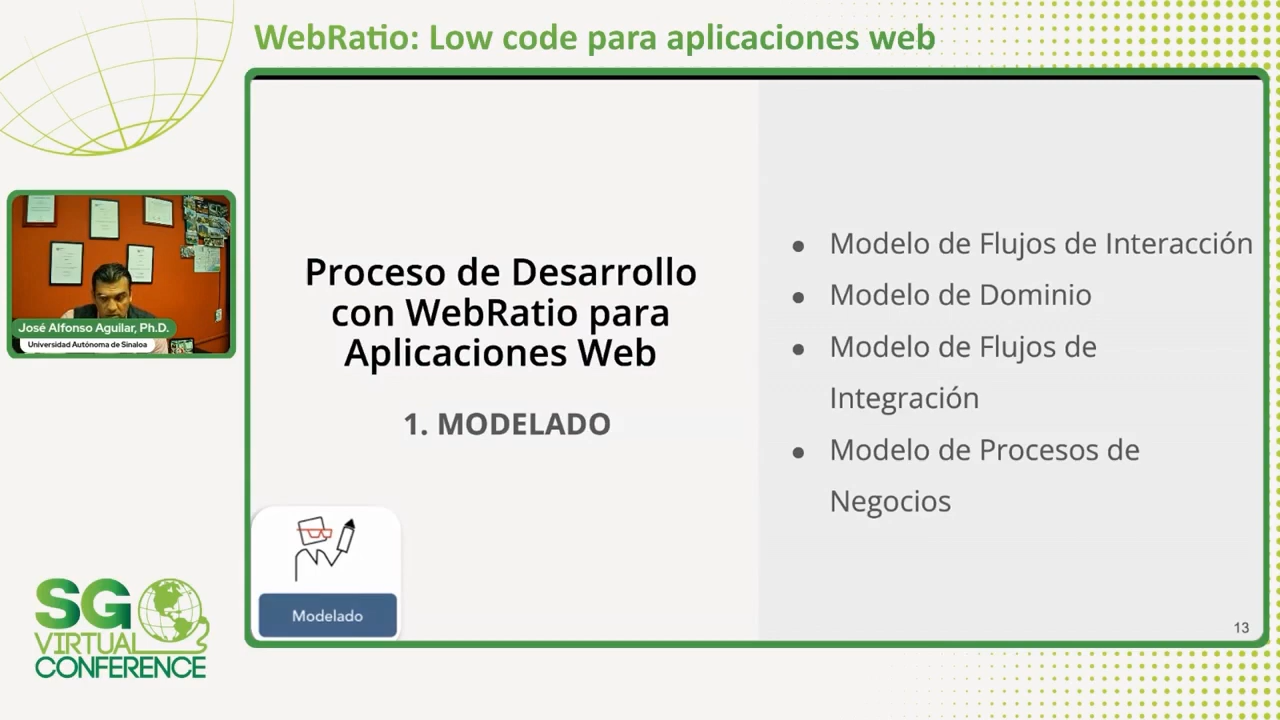 WebRatio: Low code para aplicaciones web
José Alfonso Aguilar, Ph.D.
Universidad Autónoma de Sinaloa
Proceso de Desarrollo
con WebRatio para
Aplicaciones Web
1. MODELADO
Modelado
● Modelo de Flujos de Interacción
● Modelo de Dominio
● Modelo de Flujos de
Integración
● Modelo de Procesos de
Negocios
13
SG
VIRTUAL
CONFERENCE